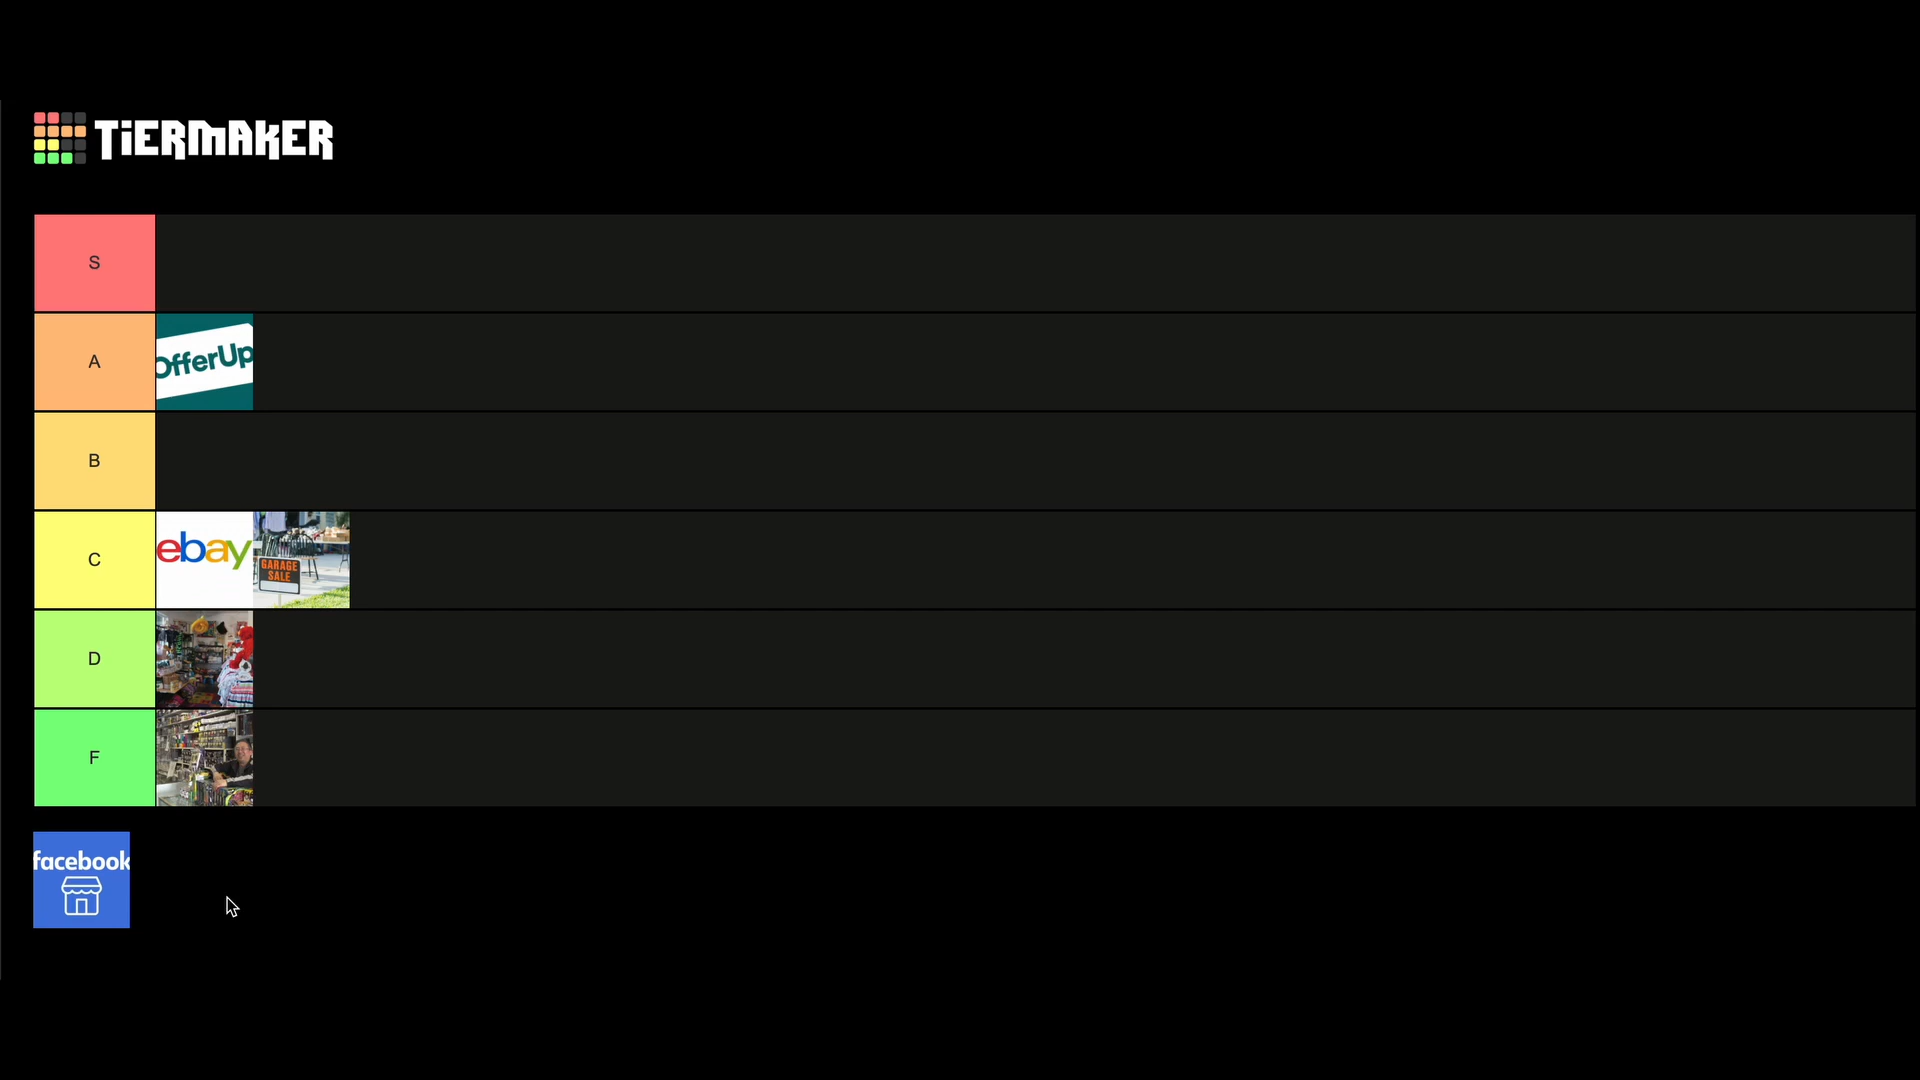 TiERMAKER
S
A
OfferUp
B
C
ebay
GARAGE
SALE
D
F
facebook